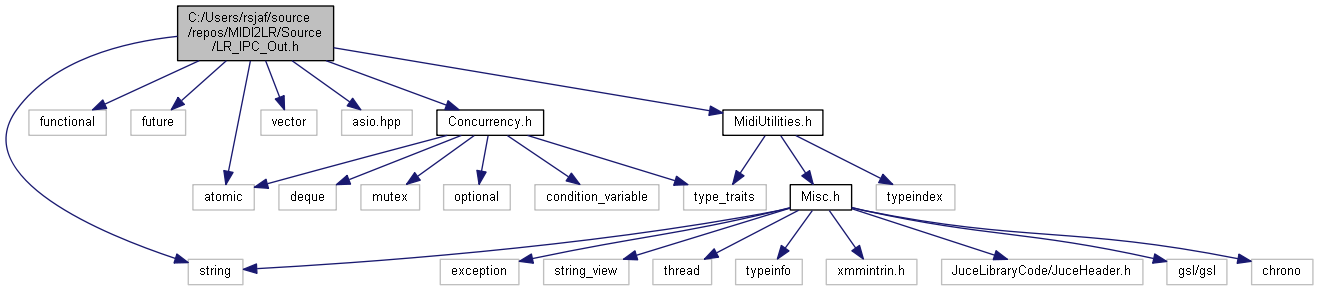 C:/Users/rsjaf/source
/repos/MIDI2LR/Source
/LR_IPC_Out.h
functional
future
vector
asio.hpp
Concurrency.h
MidiUtilities.h
atomic
deque
mutex
optional
condition_variable
type_traits
Misc.h
typeindex
string
exception
string_view
thread
typeinfo
xmmintrin.h
JuceLibraryCode/JuceHeader.h
gsl/gsl
chrono